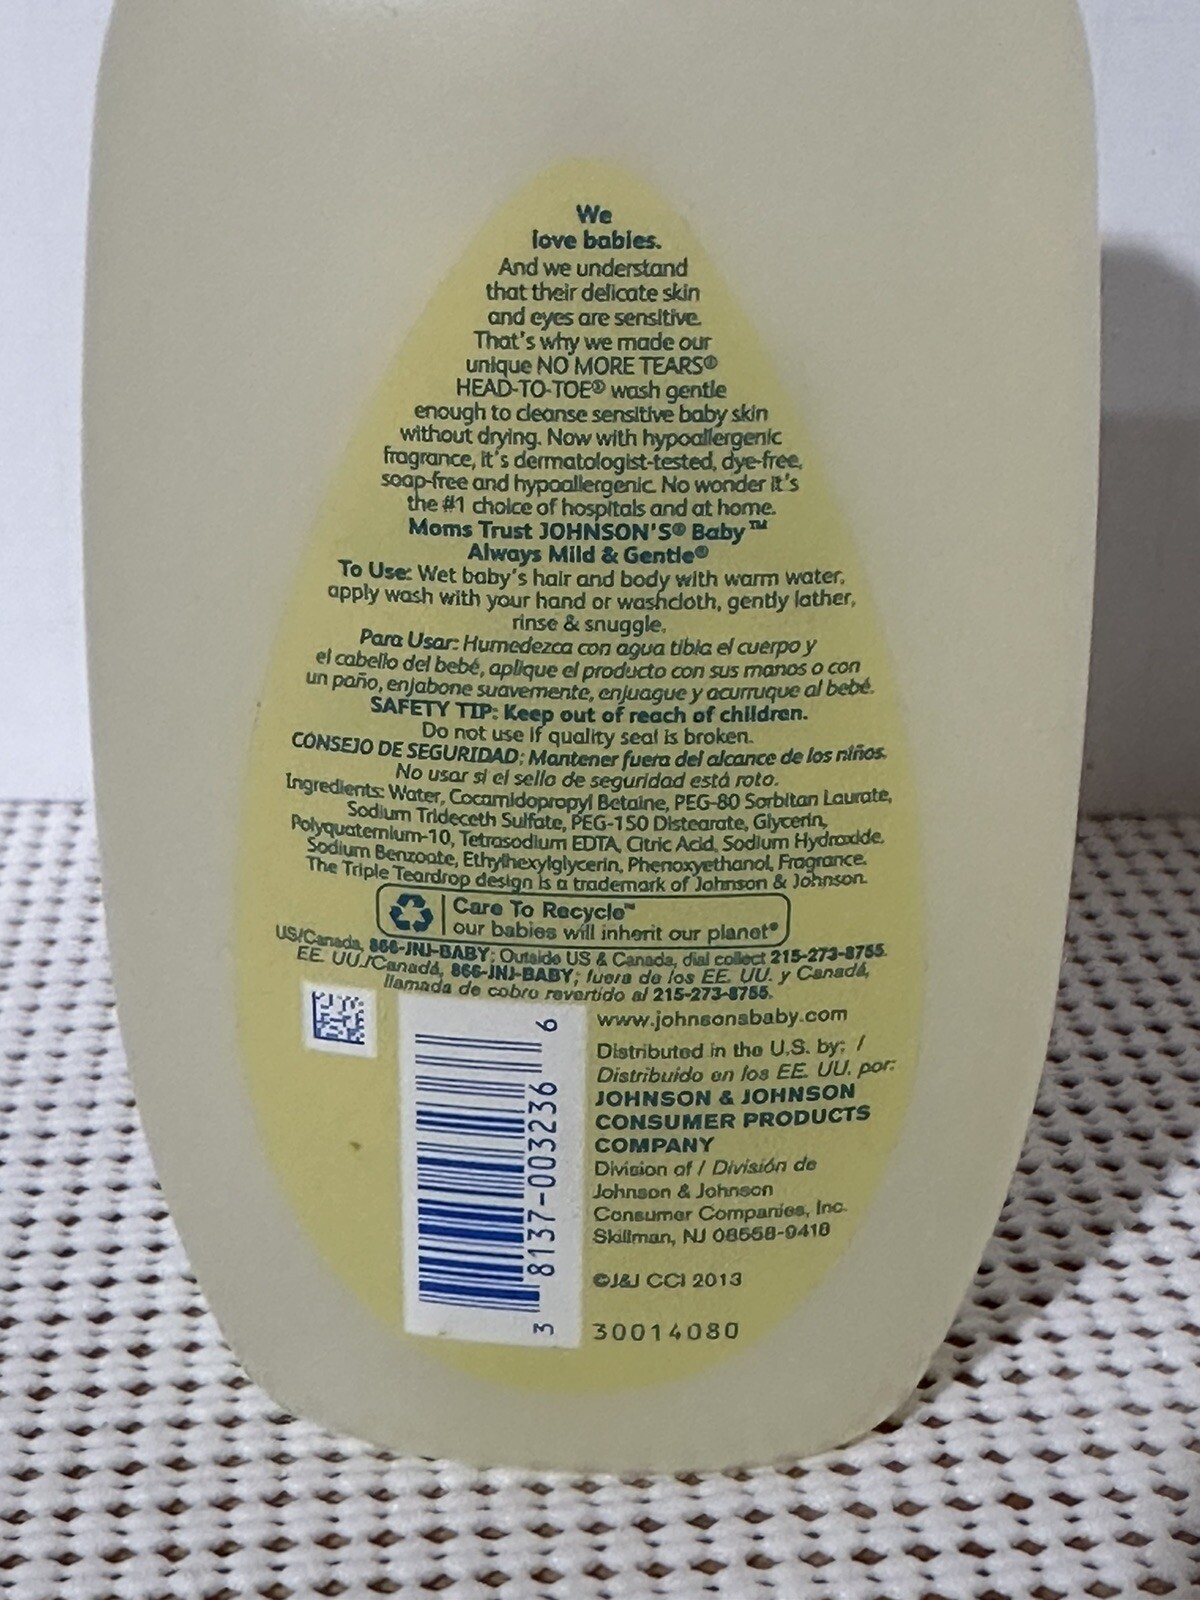 We
love babies.
And we understand
that their delicate skin
and eyes are sensitive.
That's why we made our
unique NO MORE TEARS®
HEAD-TO-TOE® wash gentle
enough to cleanse sensitive baby skin
without drying. Now with hypoallergenic
fragrance, it's dermatologist-tested, dye-free,
soap-free and hypoallergenic. No wonder it's
the #1 choice of hospitals and at home.
Moms Trust JOHNSON'S® Baby™
Always Mild & Gentle®
To Use: Wet baby's hair and body with warm water,
apply wash with your hand or washcloth, gently lather,
rinse & snuggle.
Para Usar: Humedezca con agua tibia el cuerpo y
el cabello del bebé, aplique el producto con sus manos o con
un paño, enjabone suavemente, enjuague y acurruque al bebé.
SAFETY TIP: Keep out of reach of children.
Do not use if quality seal is broken.
CONSEJO DE SEGURIDAD: Mantener fuera del alcance de los niños.
No usar si el sello de seguridad está roto.
Ingredients: Water, Cocamidopropyl Betaine, PEG-80 Sorbitan Laurate,
Sodium Trideceth Sulfate, PEG-150 Distearate, Glycerin,
Polyquaternium-10, Tetrasodium EDTA, Citric Acid, Sodium Hydroxide,
Sodium Benzoate, Ethylhexylglycerin, Phenoxyethanol, Fragrance.
The Triple Teardrop design is a trademark of Johnson & Johnson.
Care To Recycle™
our babies will inherit our planet®
US/Canada, 866-JNJ-BABY; Outside US & Canada, dial collect 215-273-8755.
EE. UU./Canadá, 866-JNJ-BABY; fuera de los EE. UU. y Canadá,
llamada de cobro revertido al 215-273-8755.
www.johnsonsbaby.com
Distributed in the U.S. by: /
Distribuido en los EE. UU. por:
JOHNSON & JOHNSON
CONSUMER PRODUCTS
COMPANY
Division of / División de
Johnson & Johnson
Consumer Companies, Inc.
Skillman, NJ 08558-9418
©J&J CCI 2013
30014080
3 8137-003236 6